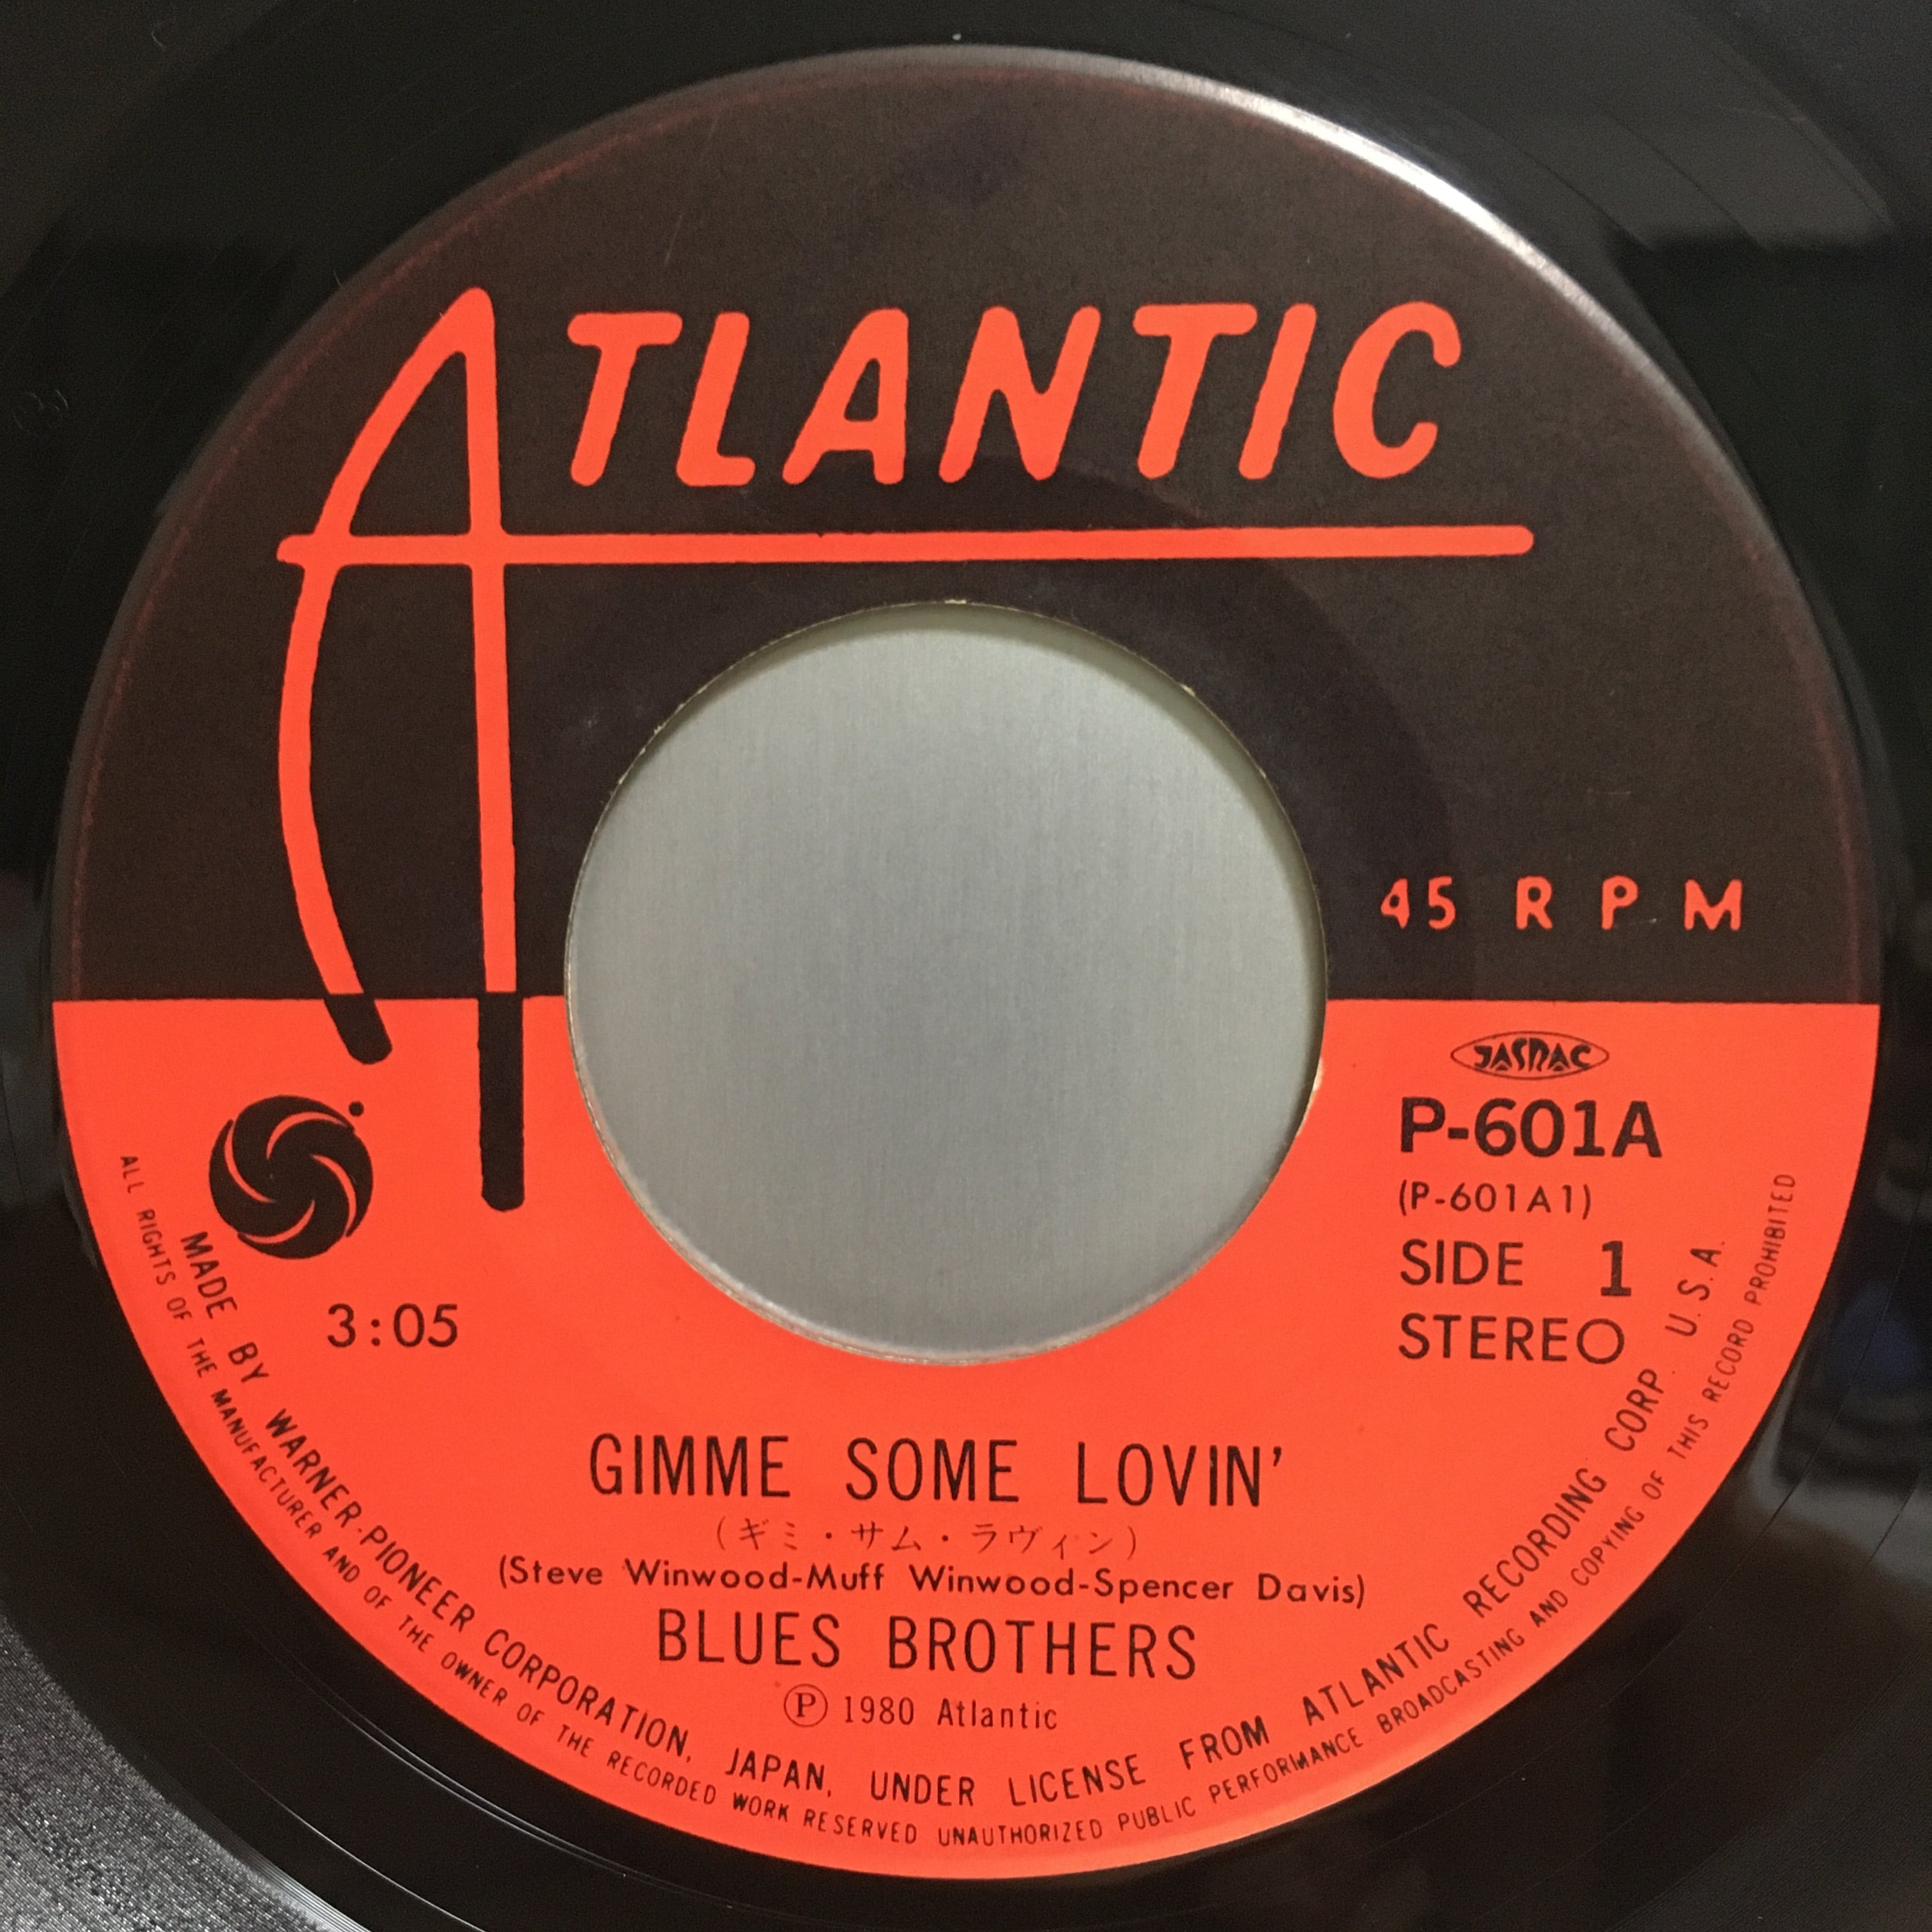 ATLANTIC
45 RPM
JASRAC
P-601A
(P-601A1)
SIDE 1
STEREO
3:05
GIMME SOME LOVIN'
(ギミ・サム・ラヴィン)
(Steve Winwood-Muff Winwood-Spencer Davis)
BLUES BROTHERS
Ⓟ 1980 Atlantic
MADE BY WARNER-PIONEER CORPORATION, JAPAN, UNDER LICENSE FROM ATLANTIC RECORDING CORP. U.S.A.
ALL RIGHTS OF THE MANUFACTURER AND OF THE OWNER OF THE RECORDED WORK RESERVED UNAUTHORIZED PUBLIC PERFORMANCE BROADCASTING AND COPYING OF THIS RECORD PROHIBITED